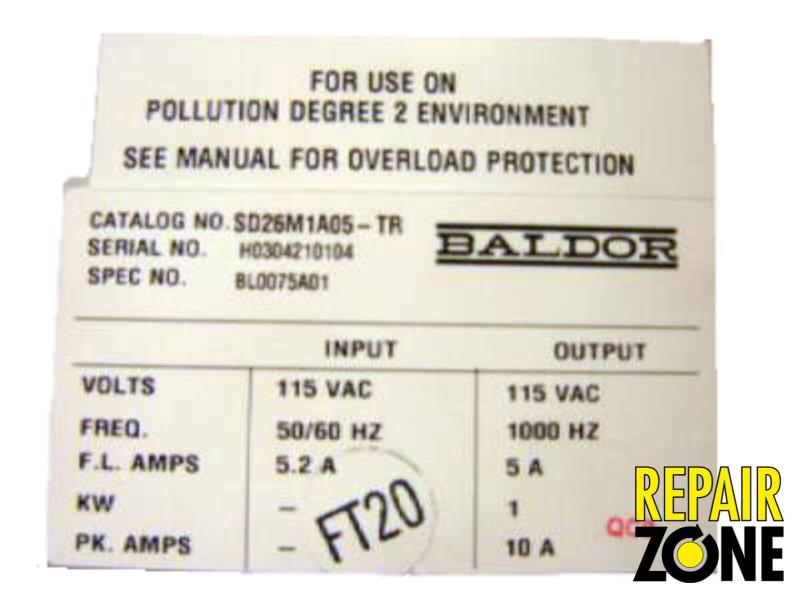 FOR USE ON
POLLUTION DEGREE 2 ENVIRONMENT
SEE MANUAL FOR OVERLOAD PROTECTION
CATALOG NO. SD26M1A05-TR
SERIAL NO. H0304210104
SPEC NO. BL0075A01
BALDOR
INPUT OUTPUT
VOLTS 115 VAC 115 VAC
FREQ. 50/60 HZ 1000 HZ
F.L. AMPS 5.2 A 5 A
KW - 1
PK. AMPS - 10 A
FT20
REPAIR
ZONE